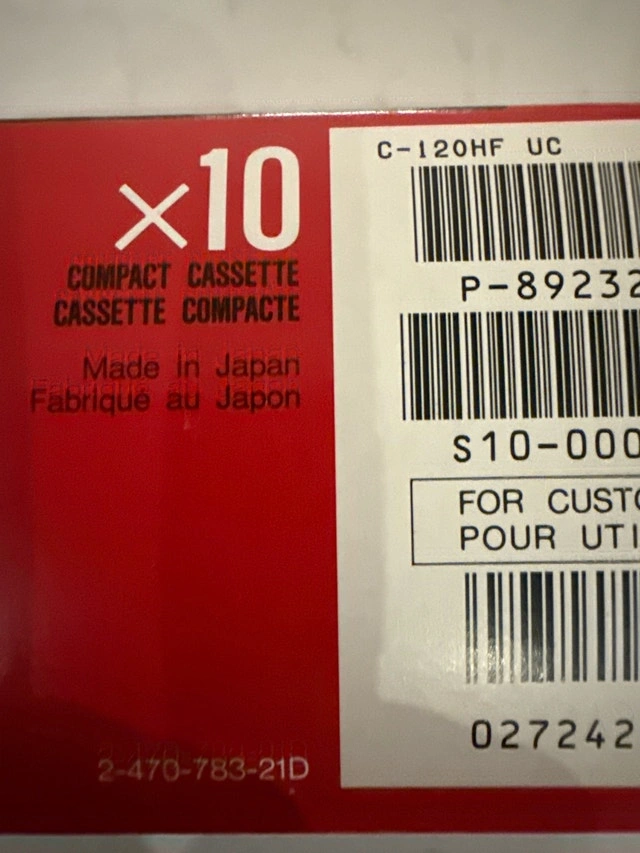 ×10
COMPACT CASSETTE
CASSETTE COMPACTE
Made in Japan
Fabriqué au Japon
2-470-783-21D
C-120HF UC
P-89232
S10-000
FOR CUSTO
POUR UTI
027242